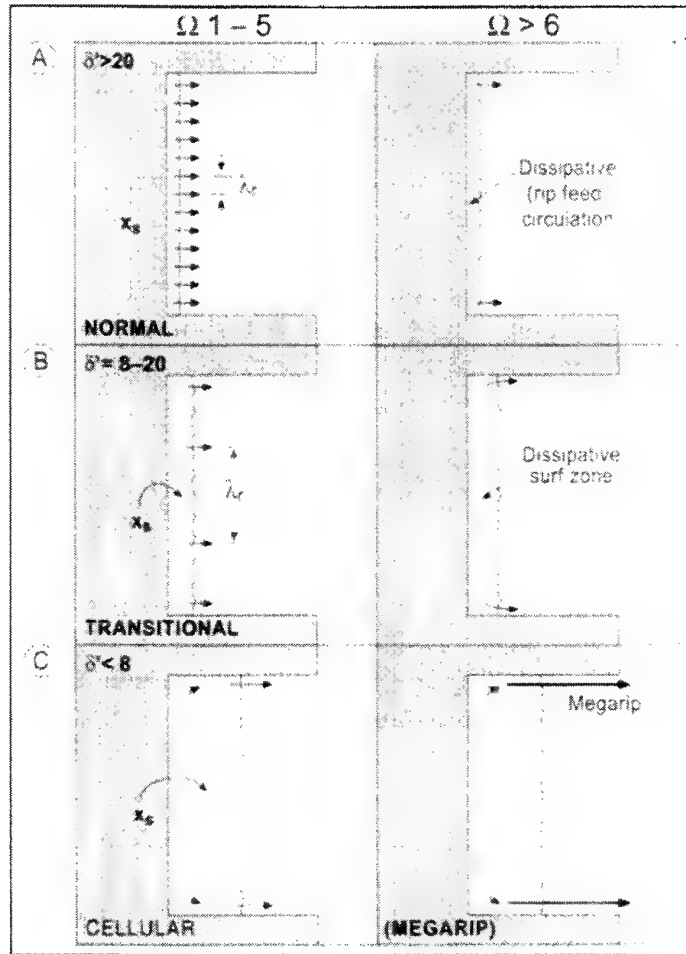 Ω 1 – 5
Ω > 6
A
δ'>20
λr
Dissipative
(rip feed
circulation
Xs
NORMAL
B
δ'= 8–20
λr
Dissipative
surf zone
Xs
TRANSITIONAL
C
δ'< 8
Megarip
Xs
CELLULAR
(MEGARIP)